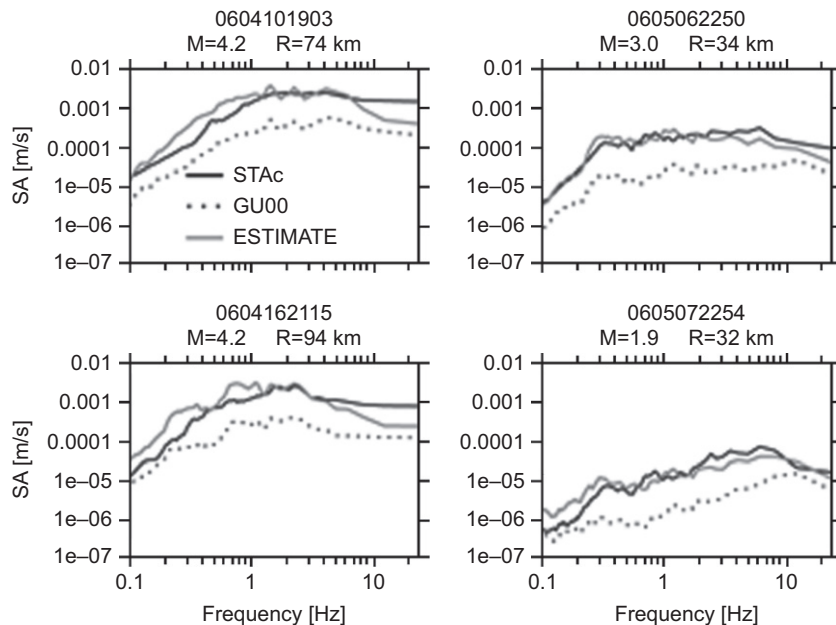 0604101903
M=4.2 R=74 km
0.01
0.001
0.0001
1e–05
1e–06
1e–07
SA [m/s]
STAc
GU00
ESTIMATE
0605062250
M=3.0 R=34 km
0.01
0.001
0.0001
1e–05
1e–06
1e–07
SA [m/s]
0604162115
M=4.2 R=94 km
0.01
0.001
0.0001
1e–05
1e–06
1e–07
SA [m/s]
0.1 1 10
Frequency [Hz]
0605072254
M=1.9 R=32 km
0.01
0.001
0.0001
1e–05
1e–06
1e–07
SA [m/s]
0.1 1 10
Frequency [Hz]